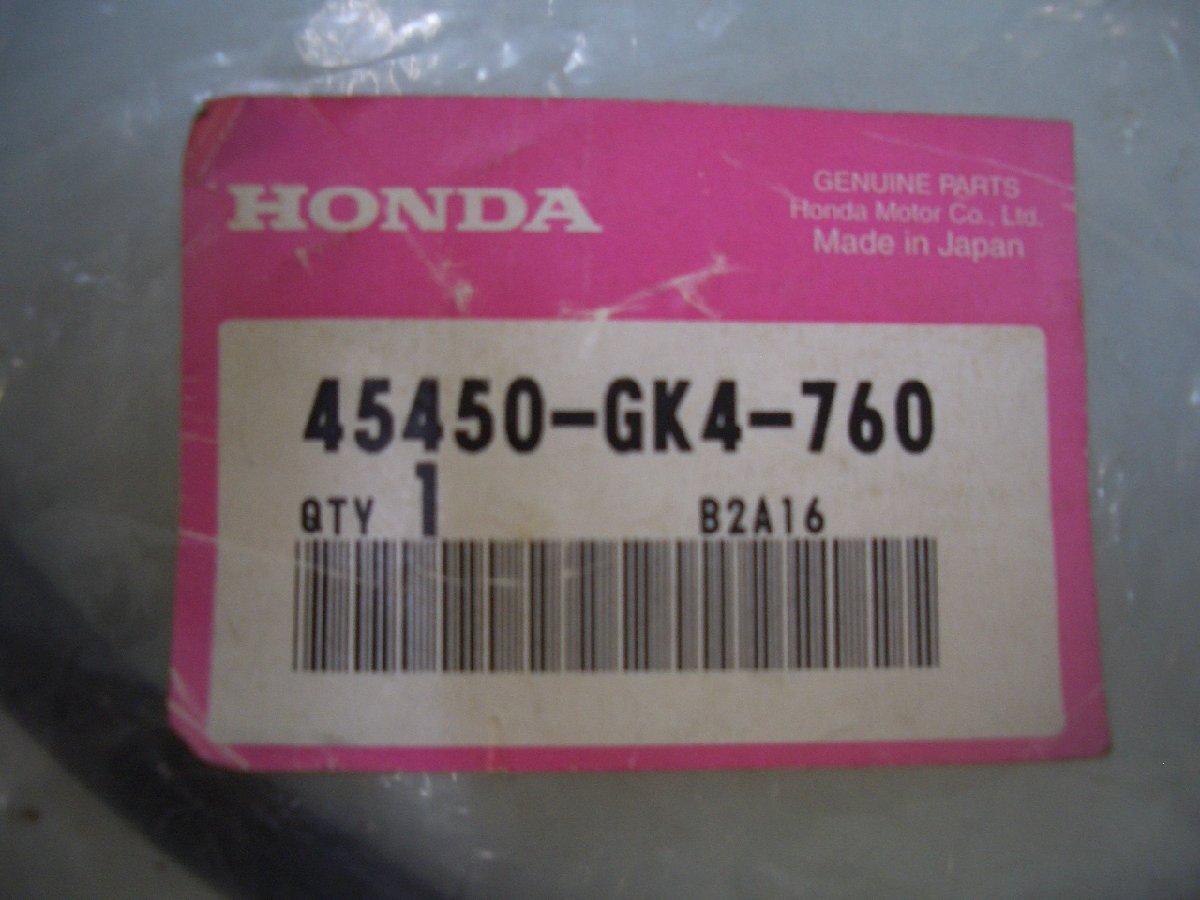 HONDA
GENUINE PARTS
Honda Motor Co., Ltd.
Made in Japan
45450-GK4-760
QTY 1 B2A16